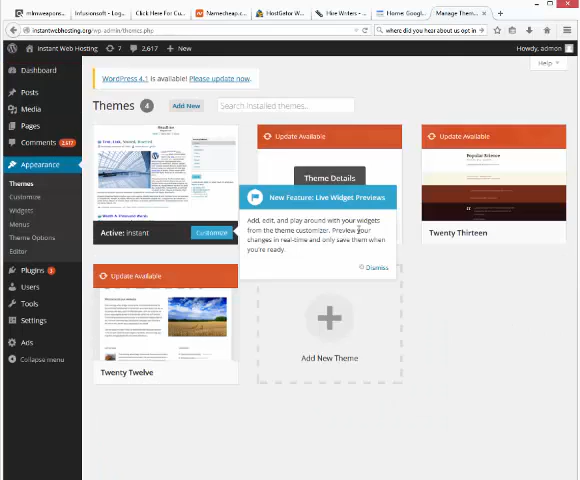 mlmweapons...
Infusionsoft - Log...
Click Here For Cu...
Namecheap.c...
HostGator W...
Hire Writers - ...
Home: Googl...
Manage Them...
instantwebhosting.org/wp-admin/themes.php
where did you hear about us opt in
Instant Web Hosting
7
2,617
New
Howdy, admin
Help
Dashboard
Posts
Media
Pages
Comments 2,617
Appearance
Themes
Customize
Widgets
Menus
Theme Options
Editor
Plugins
Users
Tools
Settings
Ads
Collapse menu
WordPress 4.1 is available! Please update now.
Themes 4 Add New Search installed themes...
Headline
Active: instant Customize
Update Available
Theme Details
New Feature: Live Widget Previews
Add, edit, and play around with your widgets
from the theme customizer. Preview your
changes in real-time and only save them when
you're ready.
Dismiss
Update Available
Popular Science
Twenty Thirteen
Update Available
Twenty Twelve
Add New Theme